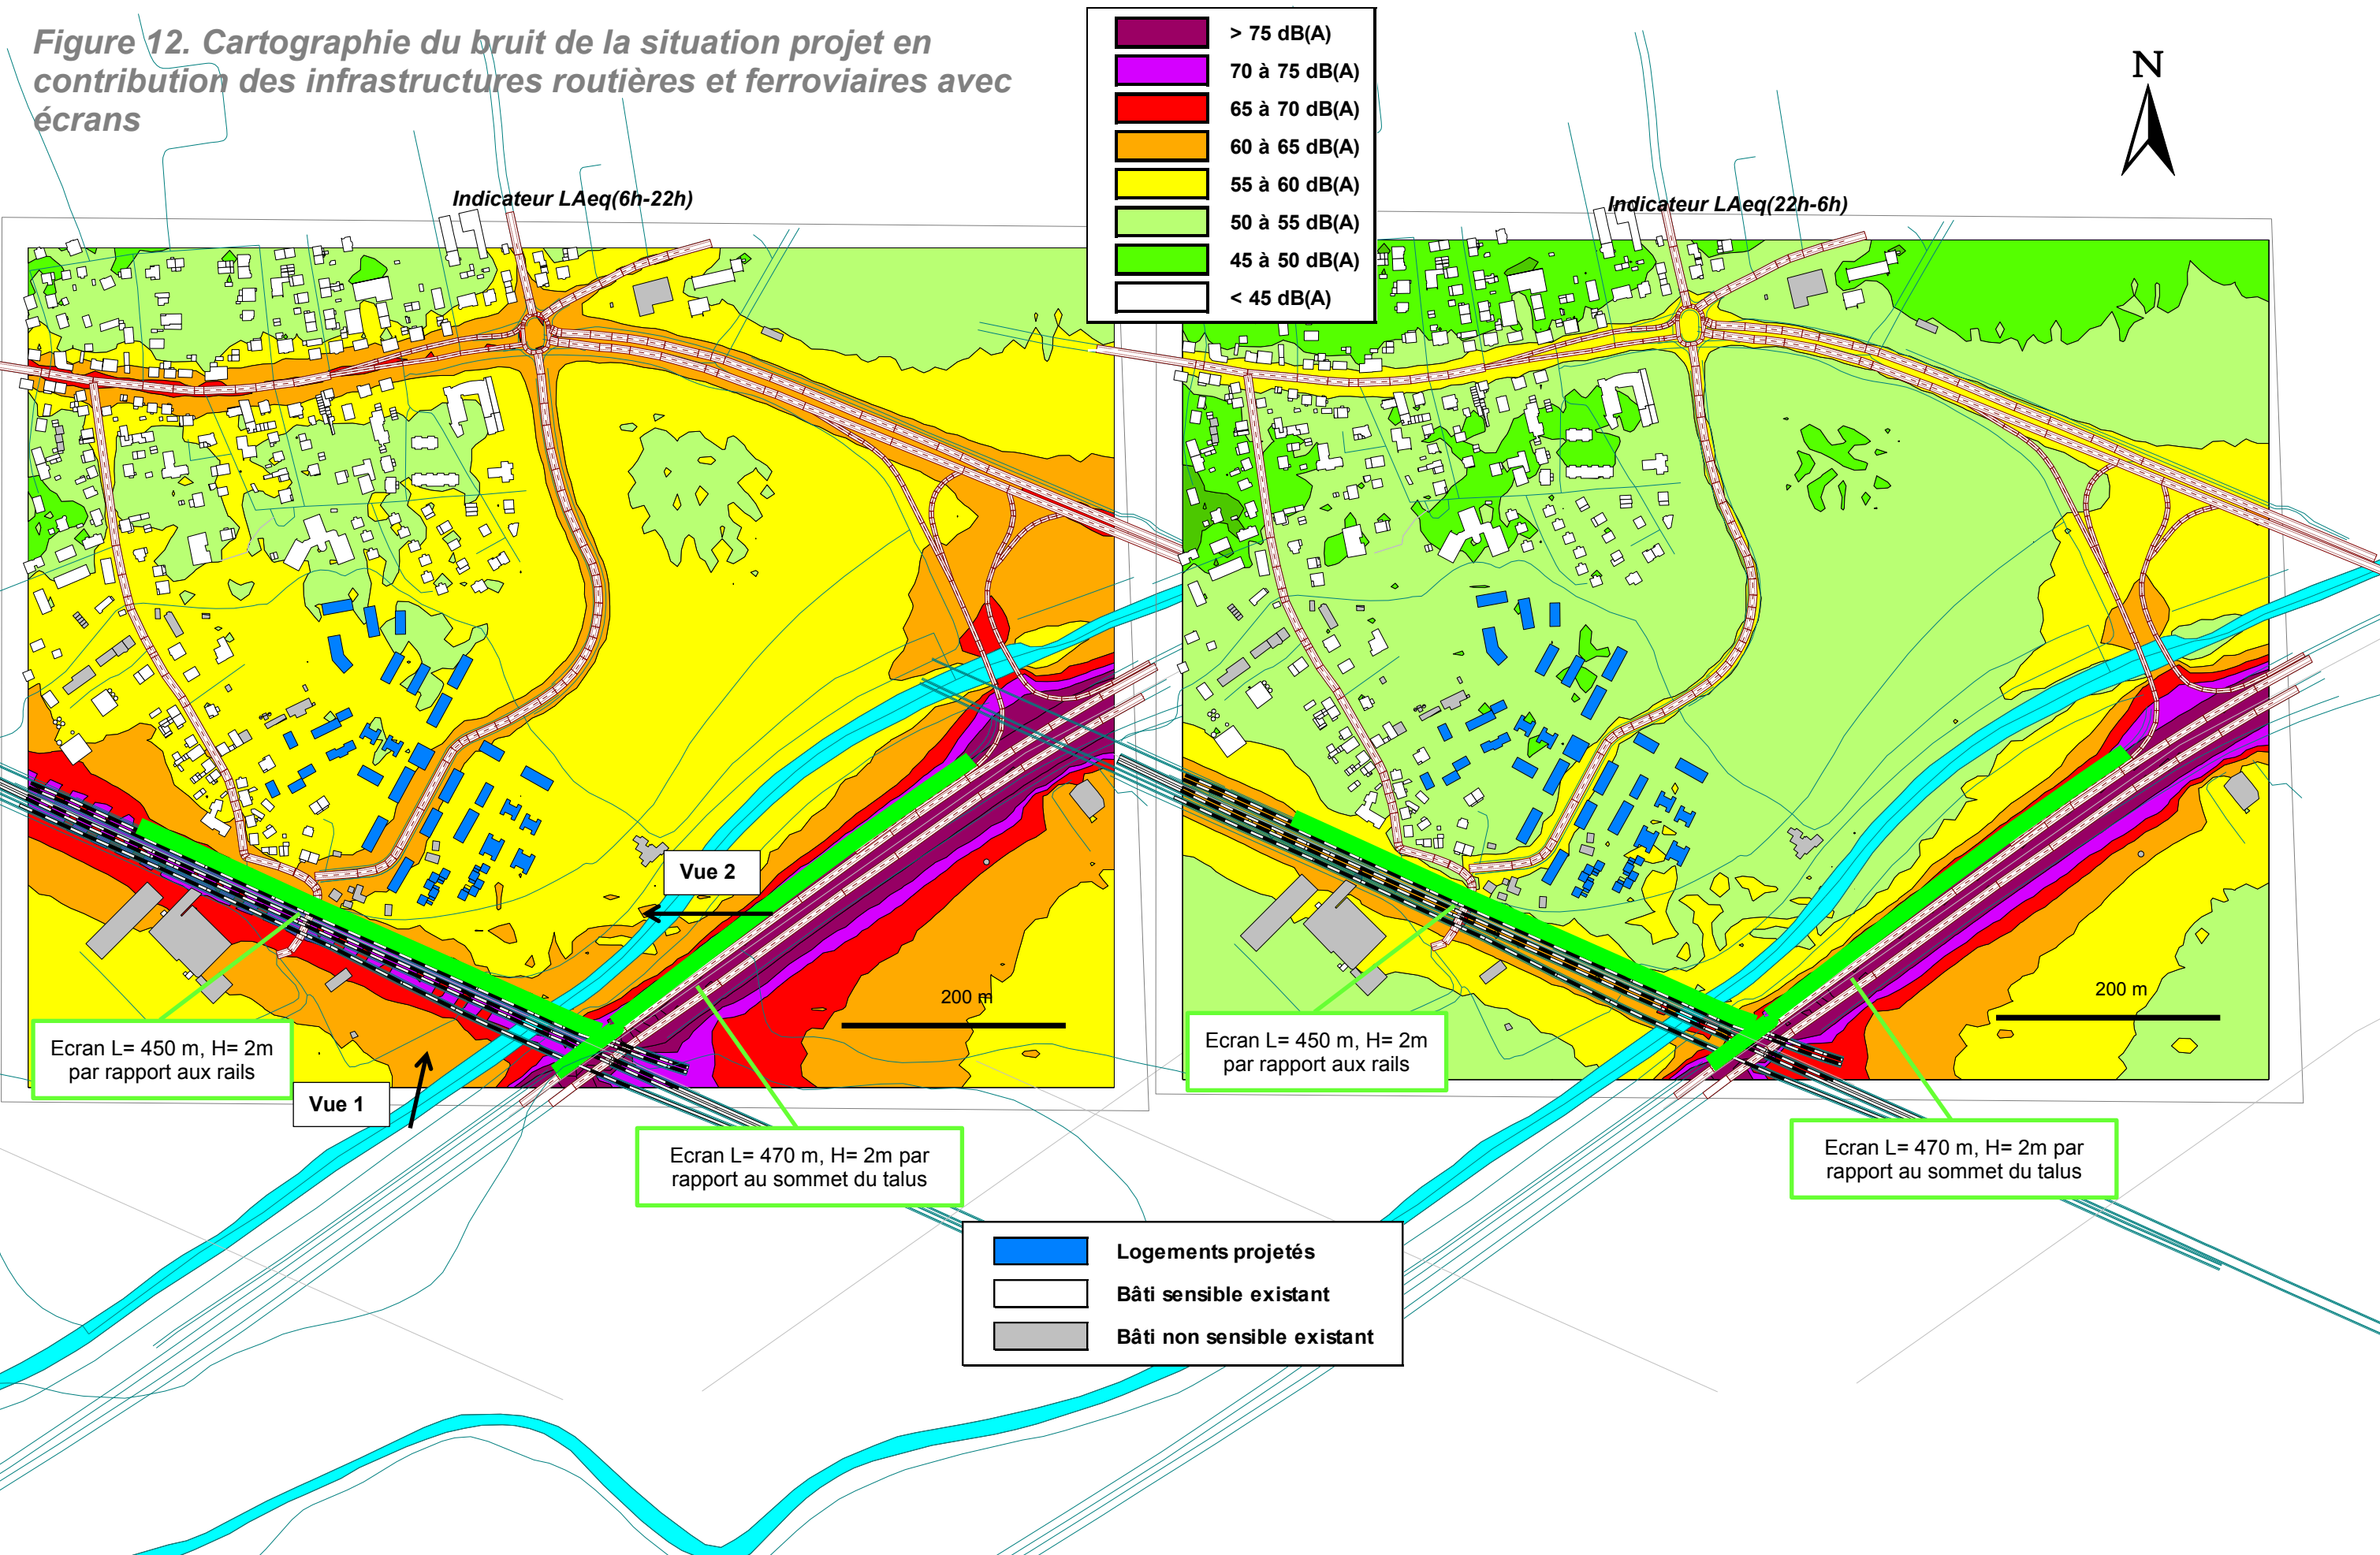 Figure 12. Cartographie du bruit de la situation projet en
contribution des infrastructures routières et ferroviaires avec
écrans
> 75 dB(A)
70 à 75 dB(A)
65 à 70 dB(A)
60 à 65 dB(A)
55 à 60 dB(A)
50 à 55 dB(A)
45 à 50 dB(A)
< 45 dB(A)
N
Indicateur LAeq(6h-22h)
Indicateur LAeq(22h-6h)
Vue 2
200 m
200 m
Ecran L= 450 m, H= 2m
par rapport aux rails
Vue 1
Ecran L= 470 m, H= 2m par
rapport au sommet du talus
Ecran L= 450 m, H= 2m
par rapport aux rails
Ecran L= 470 m, H= 2m par
rapport au sommet du talus
Logements projetés
Bâti sensible existant
Bâti non sensible existant